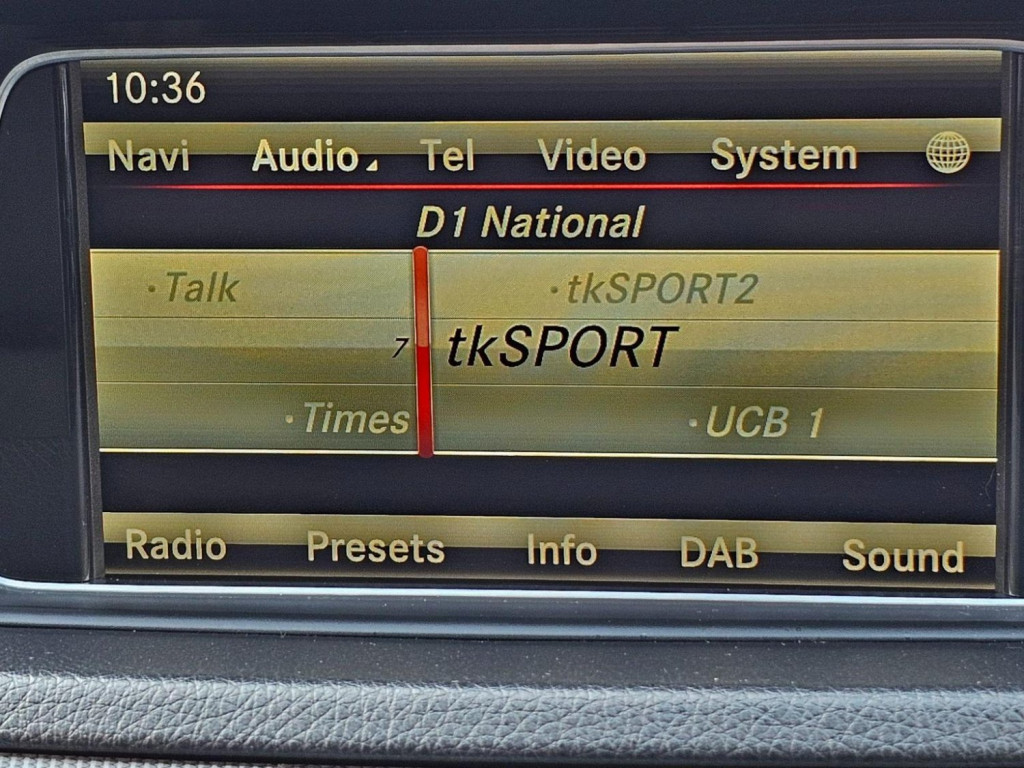 10:36
Navi Audio Tel Video System
D1 National
· Talk · tkSPORT2
7 tkSPORT
· Times · UCB 1
Radio Presets Info DAB Sound